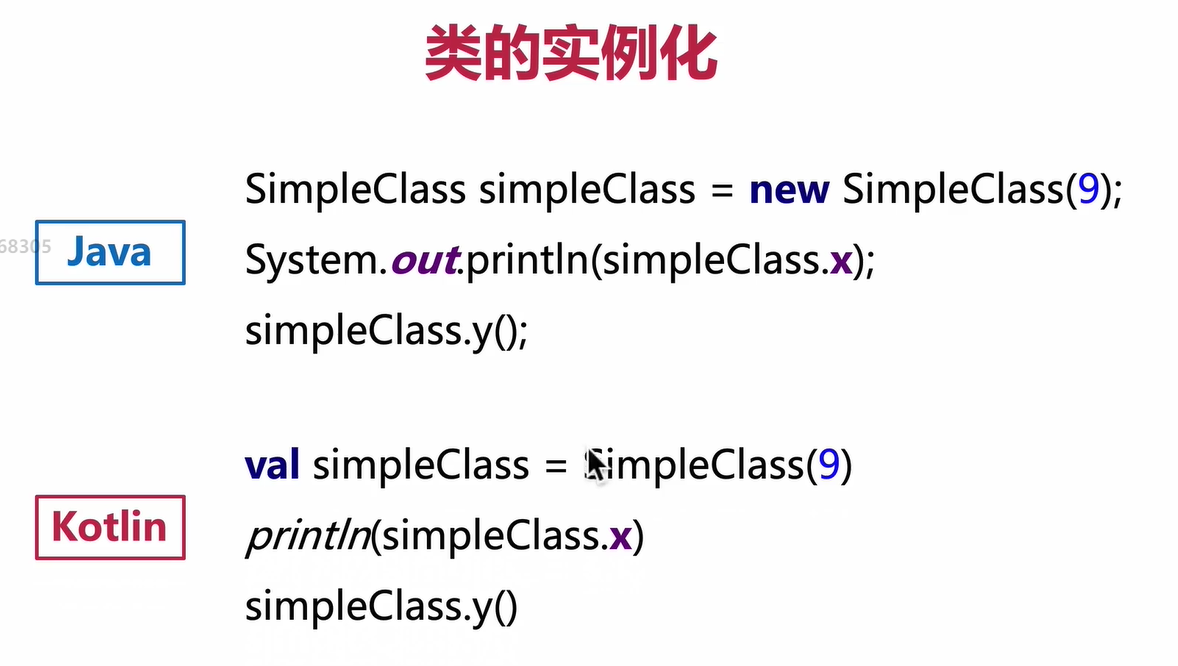 类的实例化
SimpleClass simpleClass = new SimpleClass(9);
68305
Java
System.out.println(simpleClass.x);
simpleClass.y();
val simpleClass = SimpleClass(9)
Kotlin
println(simpleClass.x)
simpleClass.y()